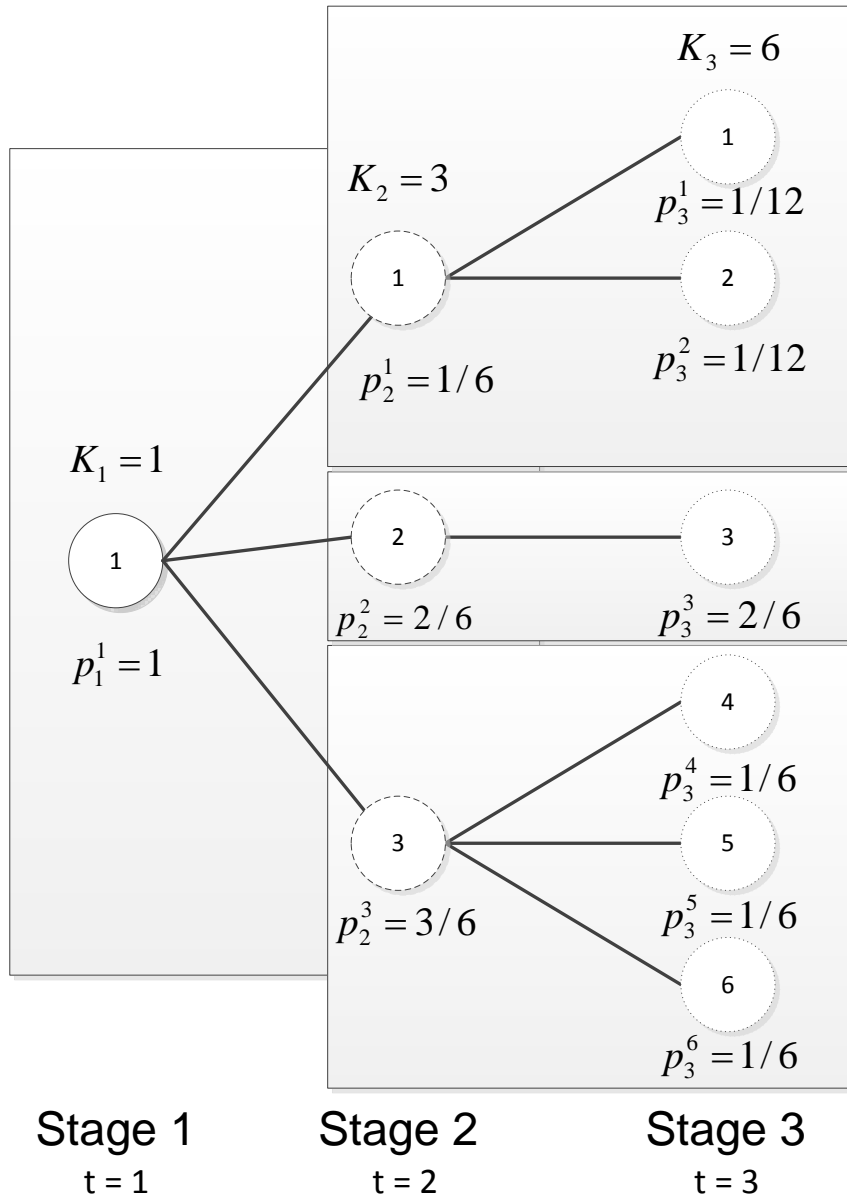 K_3 = 6
1
p_3^1 = 1/12
K_2 = 3
1
2
p_2^1 = 1/6
p_3^2 = 1/12
K_1 = 1
1
2
3
p_2^2 = 2/6
p_3^3 = 2/6
p_1^1 = 1
4
p_3^4 = 1/6
3
5
p_2^3 = 3/6
p_3^5 = 1/6
6
p_3^6 = 1/6
Stage 1 Stage 2 Stage 3
t = 1 t = 2 t = 3